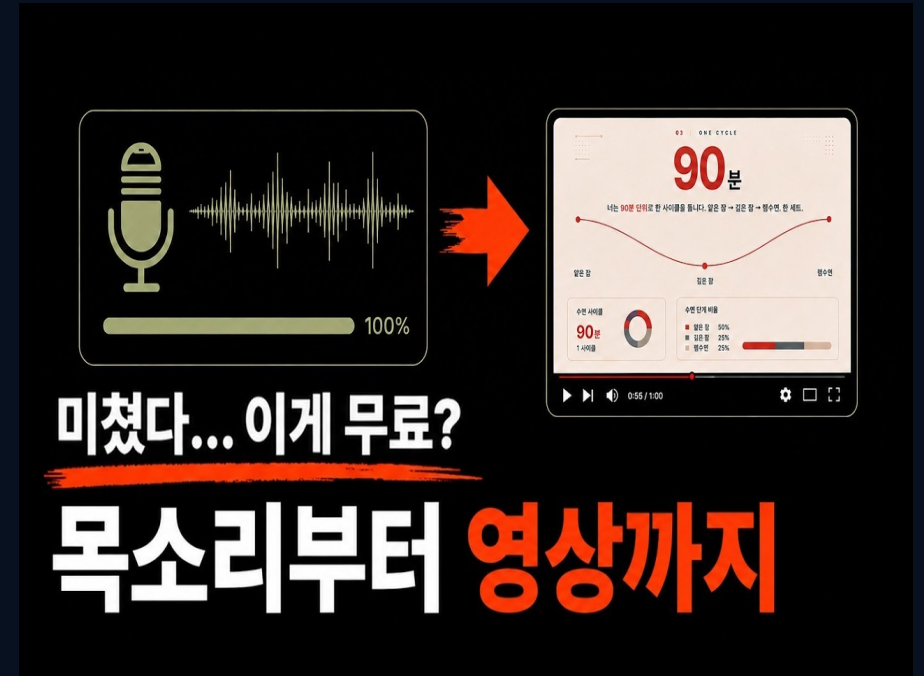 100%
03 ONE CYCLE
90분
너는 90분 단위로 한 사이클을 돕니다. 얕은 잠 → 깊은 잠 → 렘수면, 한 세트.
얕은 잠
깊은 잠
렘수면
수면 사이클
90분
1 사이클
수면 단계 비율
얕은 잠 50%
깊은 잠 25%
렘수면 25%
0:55 / 1:00
미쳤다... 이게 무료?
목소리부터 영상까지